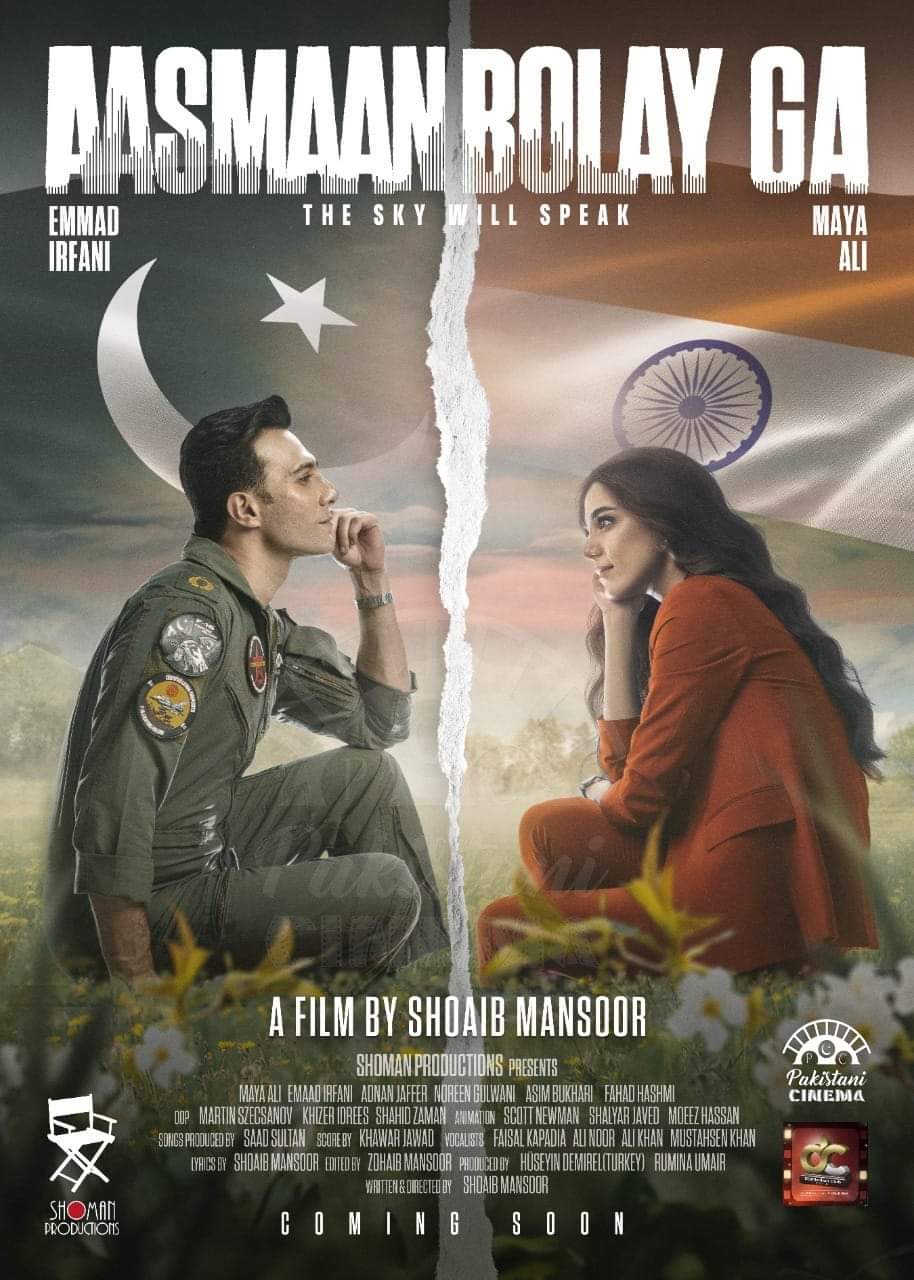 AASMAAN BOLAY GA
THE SKY WILL SPEAK
EMMAD
IRFANI
MAYA
ALI
A FILM BY SHOAIB MANSOOR
SHOMAN PRODUCTIONS PRESENTS
MAYA ALI EMAAD IRFANI ADNAN JAFFER NOREEN GULWANI ASIM BUKHARI FAHAD HASHMI
DOP MARTIN SZECSANOV KHIZER IDREES SHAHID ZAMAN ANIMATION SCOTT NEWMAN SHALYAR JAVED MOEEZ HASSAN
SONGS PRODUCED BY SAAD SULTAN SCORE BY KHAWAR JAWAD VOCALISTS FAISAL KAPADIA ALI NOOR ALI KHAN MUSTAHSEN KHAN
LYRICS BY SHOAIB MANSOOR EDITED BY ZOHAIB MANSOOR PRODUCED BY HÜSEYIN DEMIREL(TURKEY) RUMINA UMAIR
WRITTEN & DIRECTED BY SHOAIB MANSOOR
COMING SOON
SHOMAN
PRODUCTIONS
P C C
Pakistani
CINEMA
Pakistani
CINEMA